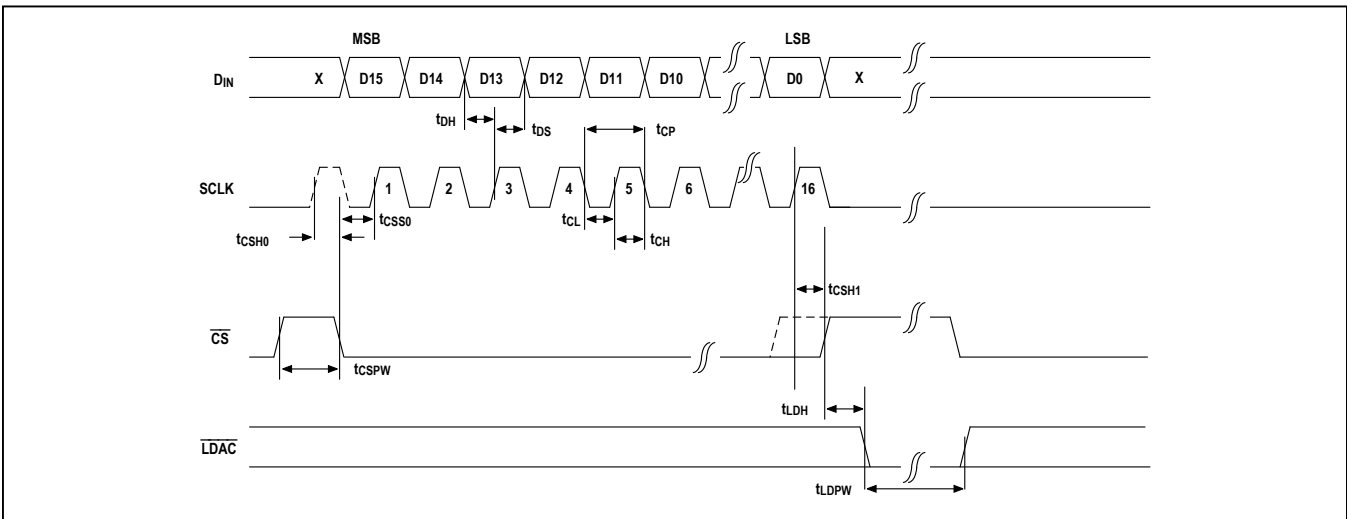 MSB LSB
DIN X D15 D14 D13 D12 D11 D10 D0 X
tDH tDS tCP
SCLK 1 2 3 4 5 6 16
tCSH0 tCSS0 tCL tCH
tCSH1
CS
tCSPW
tLDH
LDAC
tLDPW